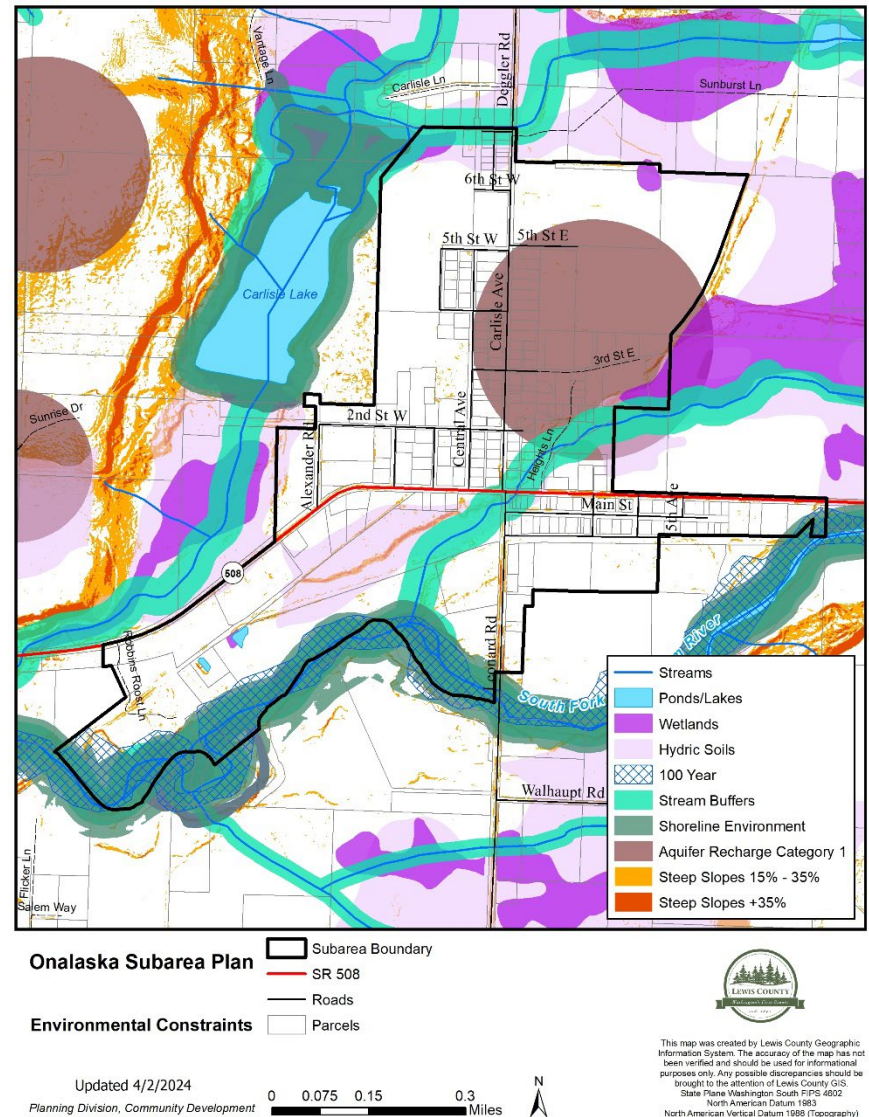 Vantage Ln
Doggler Rd
Carlisle Ln
Sunburst Ln
6th St W
5th St W
5th St E
Carlisle Lake
Carlisle Ave
3rd St E
Sunrise Dr
2nd St W
Central Ave
Alexander Rd
Heights Ln
Main St
5th Ave
508
Robbins Roost Ln
Leonard Rd
South Fork
River
Walhaupt Rd
Flicker Ln
Salem Way
Streams
Ponds/Lakes
Wetlands
Hydric Soils
100 Year
Stream Buffers
Shoreline Environment
Aquifer Recharge Category 1
Steep Slopes 15% - 35%
Steep Slopes +35%
Onalaska Subarea Plan
Environmental Constraints
Subarea Boundary
SR 508
Roads
Parcels
Updated 4/2/2024
Planning Division, Community Development
0 0.075 0.15 0.3
Miles
N
LEWIS COUNTY
This map was created by Lewis County Geographic
Information System. The accuracy of the map has not
been verified and should be used for informational
purposes only. Any possible discrepancies should be
brought to the attention of Lewis County GIS.
State Plane Washington South FIPS 4602
North American Datum 1983
North American Vertical Datum 1988 (Topography)